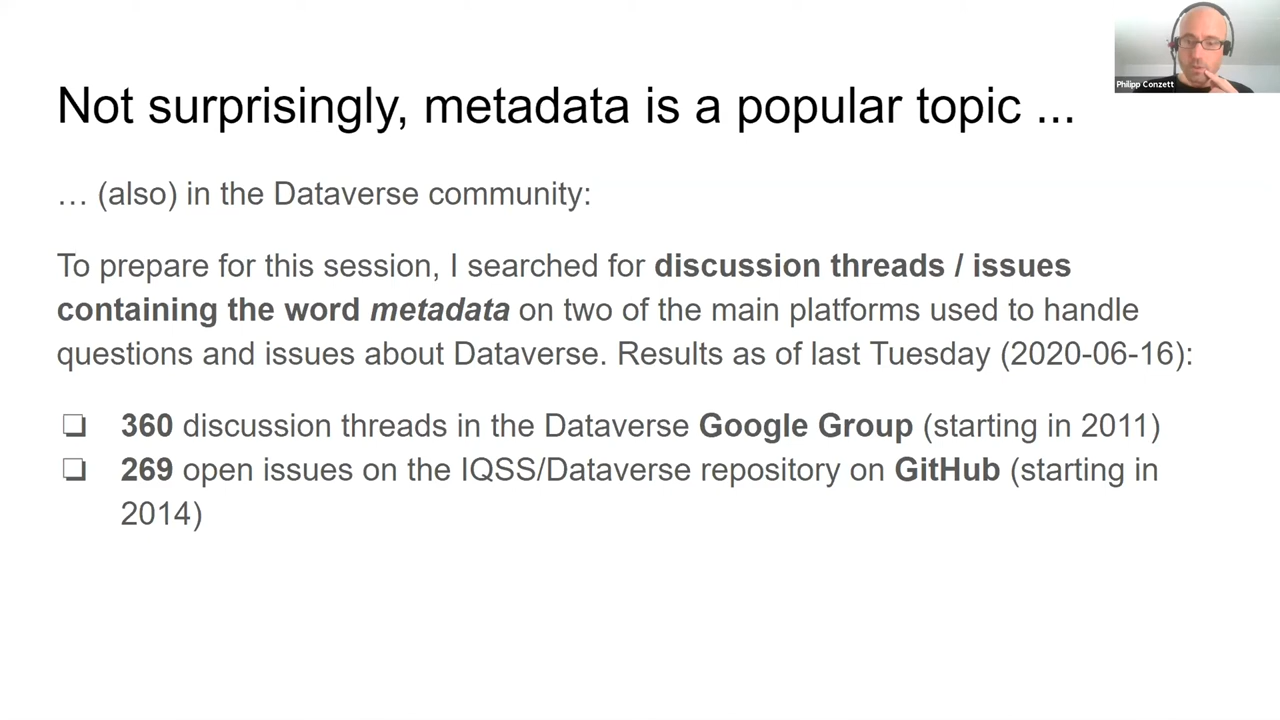 Philipp Conzett
Not surprisingly, metadata is a popular topic ...
… (also) in the Dataverse community:
To prepare for this session, I searched for discussion threads / issues
containing the word metadata on two of the main platforms used to handle
questions and issues about Dataverse. Results as of last Tuesday (2020-06-16):
❏ 360 discussion threads in the Dataverse Google Group (starting in 2011)
❏ 269 open issues on the IQSS/Dataverse repository on GitHub (starting in
2014)